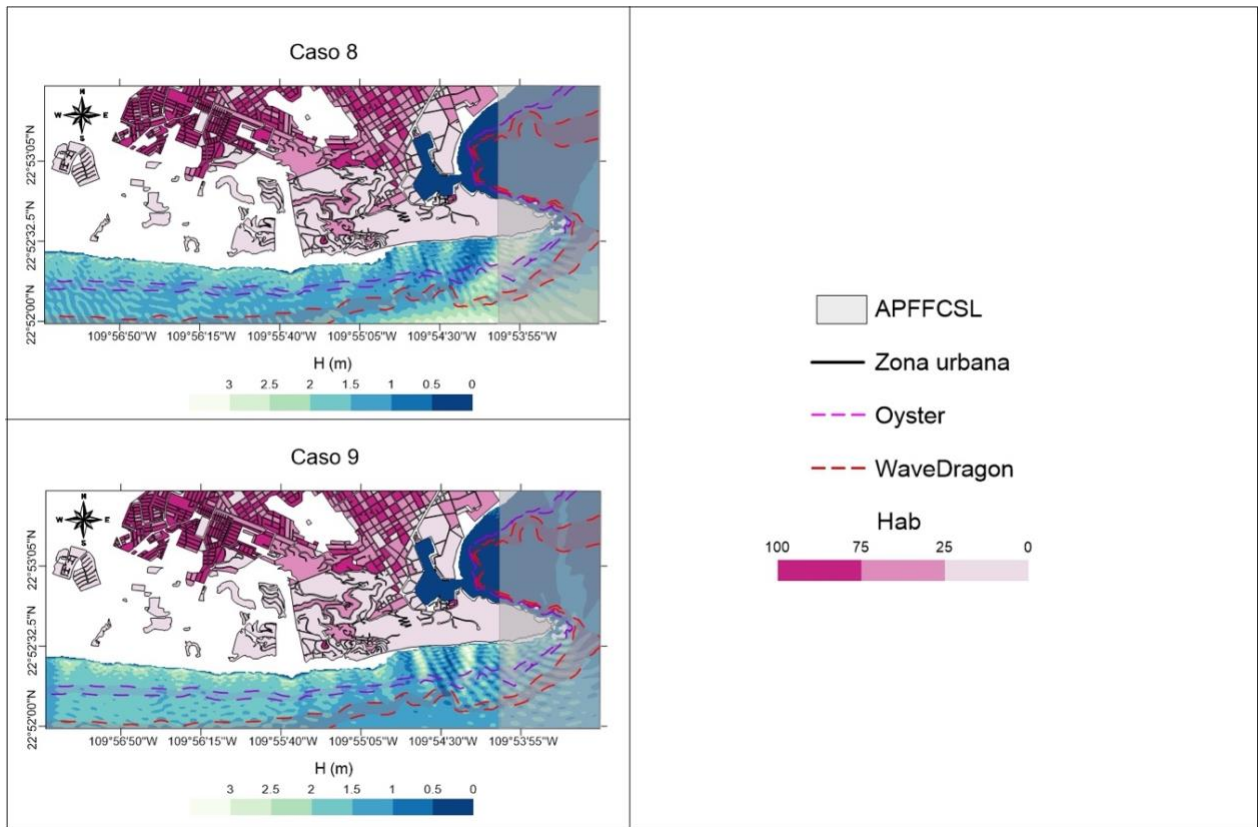 Caso 8
N
W E
S
22°53'05"N
22°52'32.5"N
22°52'00"N
109°56'50"W 109°56'15"W 109°55'40"W 109°55'05"W 109°54'30"W 109°53'55"W
H (m)
3 2.5 2 1.5 1 0.5 0
Caso 9
N
W E
S
22°53'05"N
22°52'32.5"N
22°52'00"N
109°56'50"W 109°56'15"W 109°55'40"W 109°55'05"W 109°54'30"W 109°53'55"W
H (m)
3 2.5 2 1.5 1 0.5 0
APFFCSL
Zona urbana
Oyster
WaveDragon
Hab
100 75 25 0